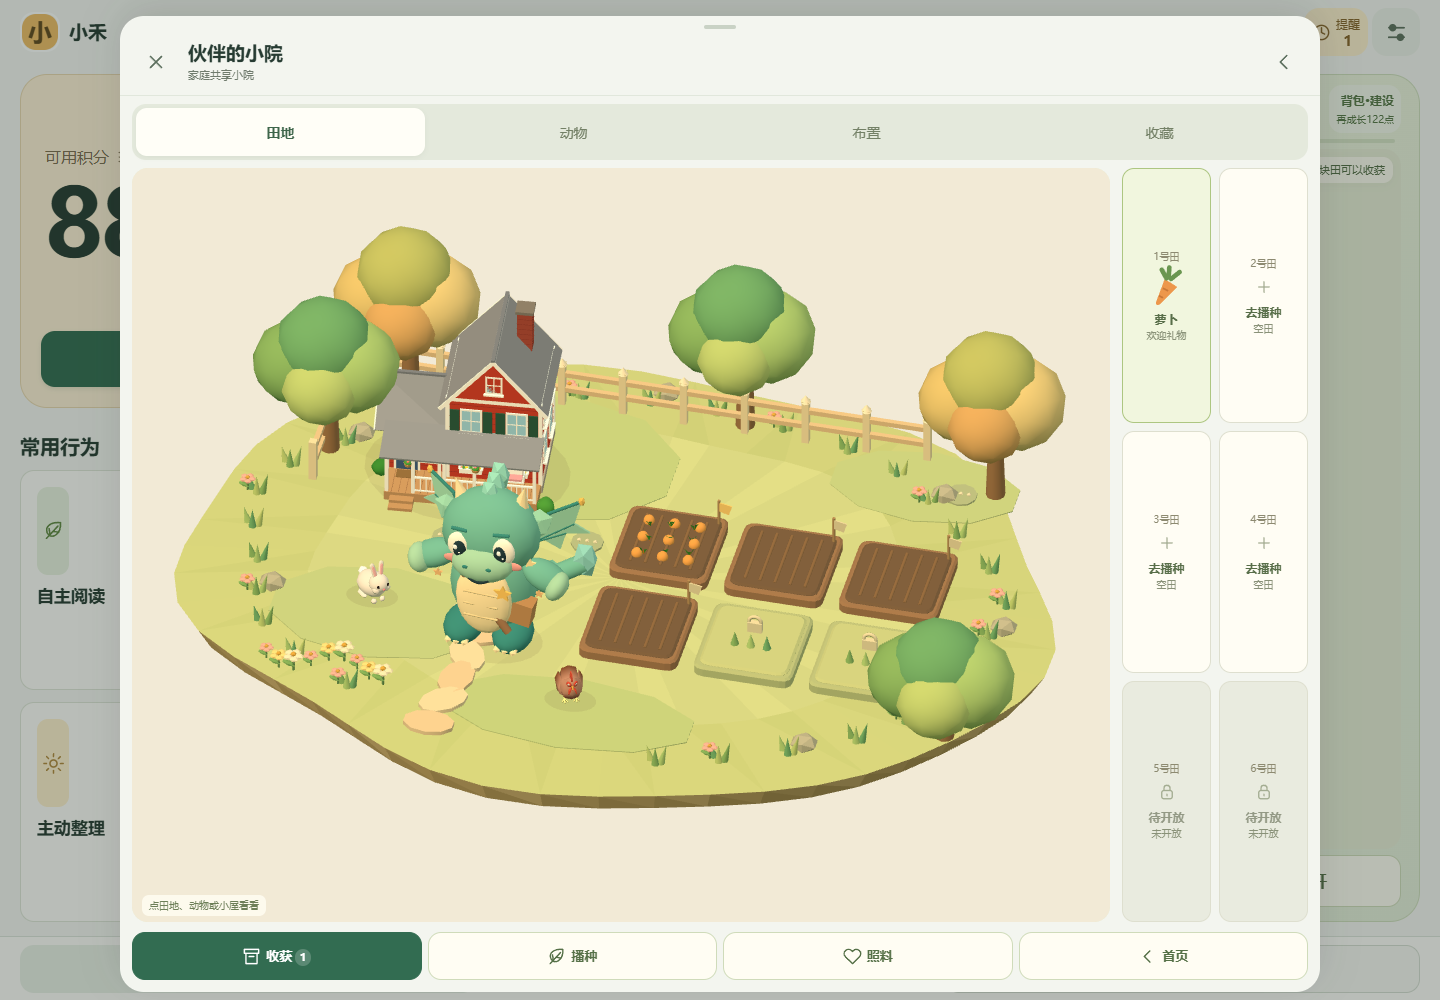 小
小禾
提醒
1
伙伴的小院
家庭共享小院
背包•建设
再成长122点
块田可以收获
可用积分
88
田地
动物
布置
收藏
1号田
萝卜
欢迎礼物
2号田
去播种
空田
3号田
去播种
空田
4号田
去播种
空田
5号田
待开放
未开放
6号田
待开放
未开放
常用行为
自主阅读
主动整理
点田地、动物或小屋看看
收获 1
播种
照料
首页